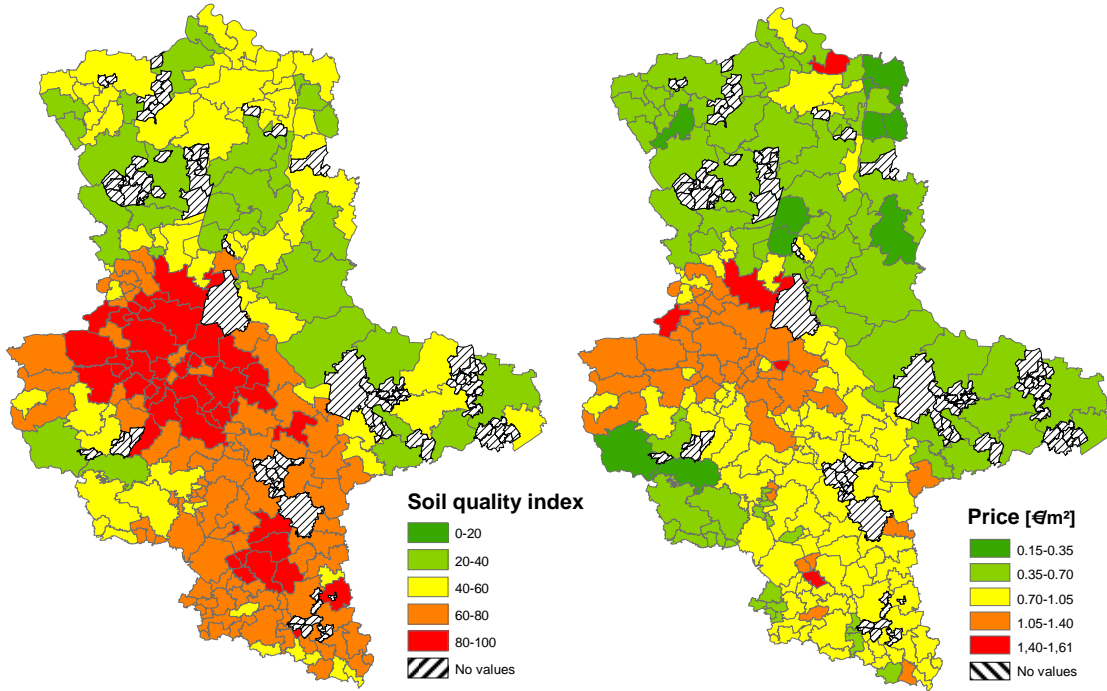 Soil quality index
0-20
20-40
40-60
60-80
80-100
No values
Price [€/m²]
0.15-0.35
0.35-0.70
0.70-1.05
1.05-1.40
1,40-1,61
No values